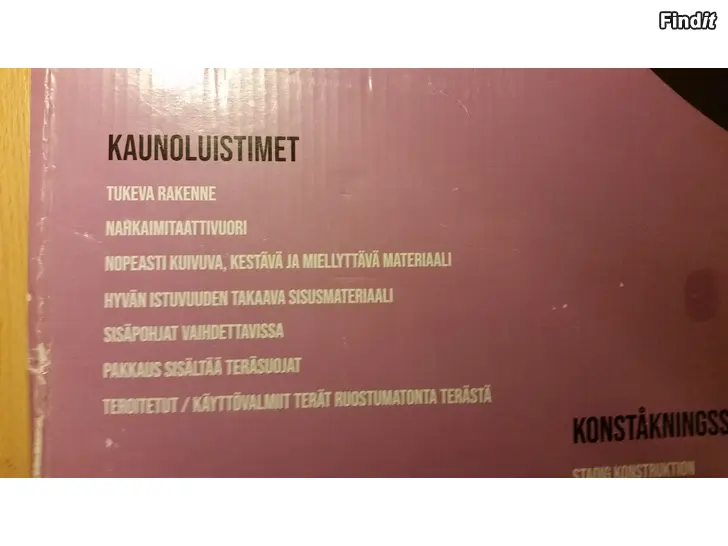 Findit
KAUNOLUISTIMET
TUKEVA RAKENNE
NAHKAIMITAATTIVUORI
NOPEASTI KUIVUVA, KESTÄVÄ JA MIELLYTTÄVÄ MATERIAALI
HYVÄN ISTUVUUDEN TAKAAVA SISUSMATERIAALI
SISÄPOHJAT VAIHDETTAVISSA
PAKKAUS SISÄLTÄÄ TERÄSUOJAT
TEROITETUT / KÄYTTÖVALMIIT TERÄT RUOSTUMATONTA TERÄSTÄ
KONSTÅKNINGSS
STADIG KONSTRUKTION